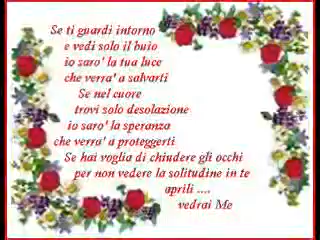 Se ti guardi intorno
e vedi solo il buio
io saro' la tua luce
che verra' a salvarti
Se nel cuore
trovi solo desolazione
io saro' la speranza
che verra' a proteggerti
Se hai voglia di chiudere gli occhi
per non vedere la solitudine in te
aprili ....
vedrai Me